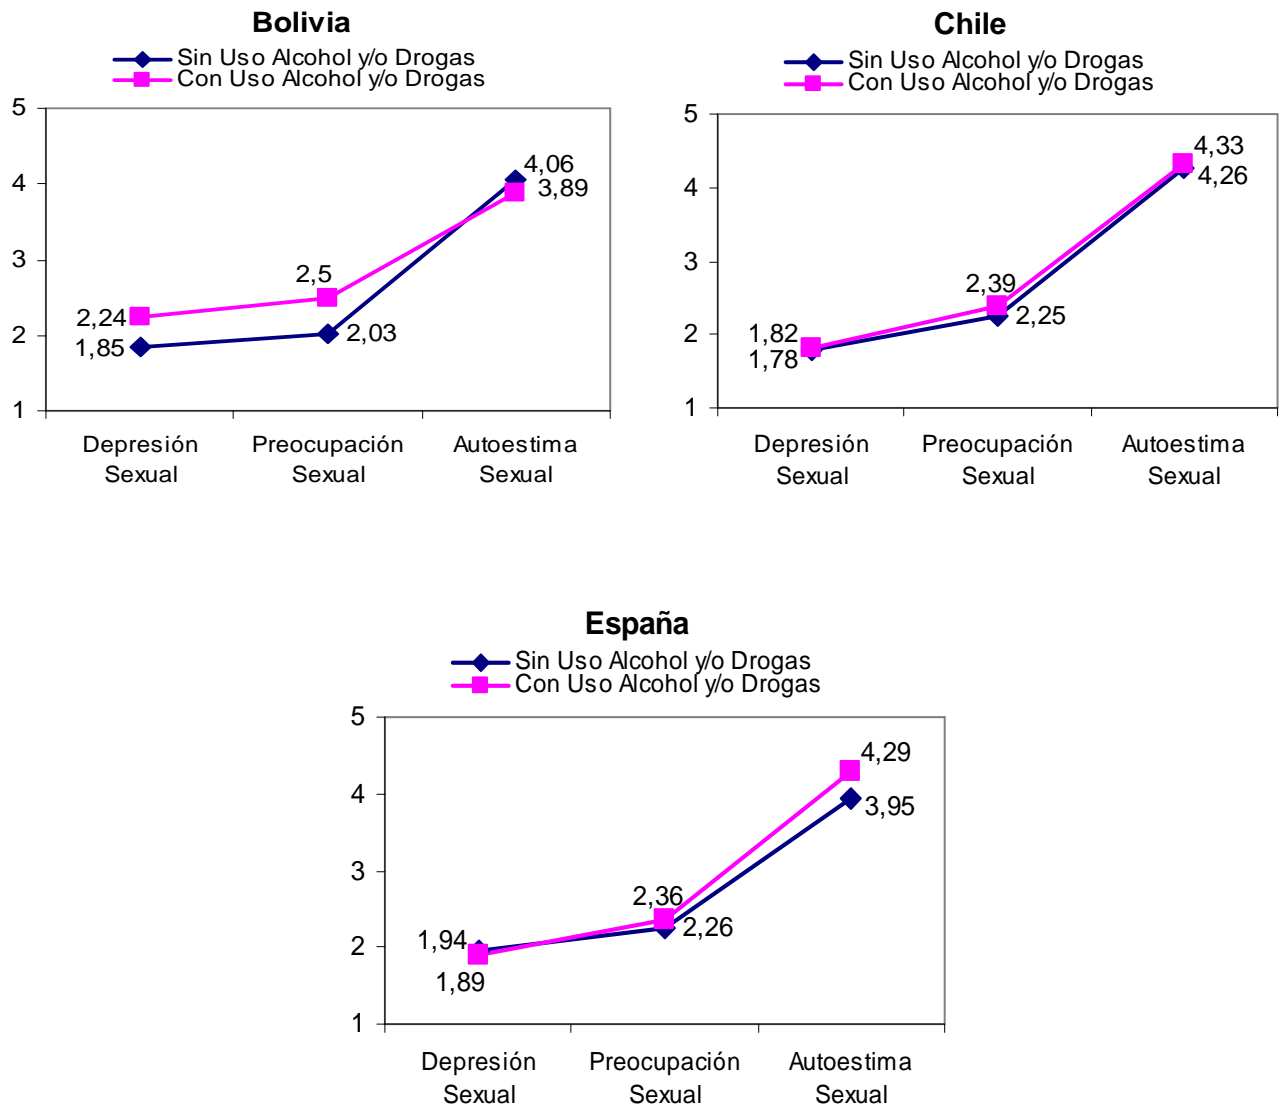 Bolivia
Sin Uso Alcohol y/o Drogas
Con Uso Alcohol y/o Drogas
5
4
3
2
1
4,06
3,89
2,5
2,24
2,03
1,85
Depresión
Sexual
Preocupación
Sexual
Autoestima
Sexual
Chile
Sin Uso Alcohol y/o Drogas
Con Uso Alcohol y/o Drogas
5
4
3
2
1
4,33
4,26
2,39
2,25
1,82
1,78
Depresión
Sexual
Preocupación
Sexual
Autoestima
Sexual
España
Sin Uso Alcohol y/o Drogas
Con Uso Alcohol y/o Drogas
5
4
3
2
1
4,29
3,95
2,36
2,26
1,94
1,89
Depresión
Sexual
Preocupación
Sexual
Autoestima
Sexual